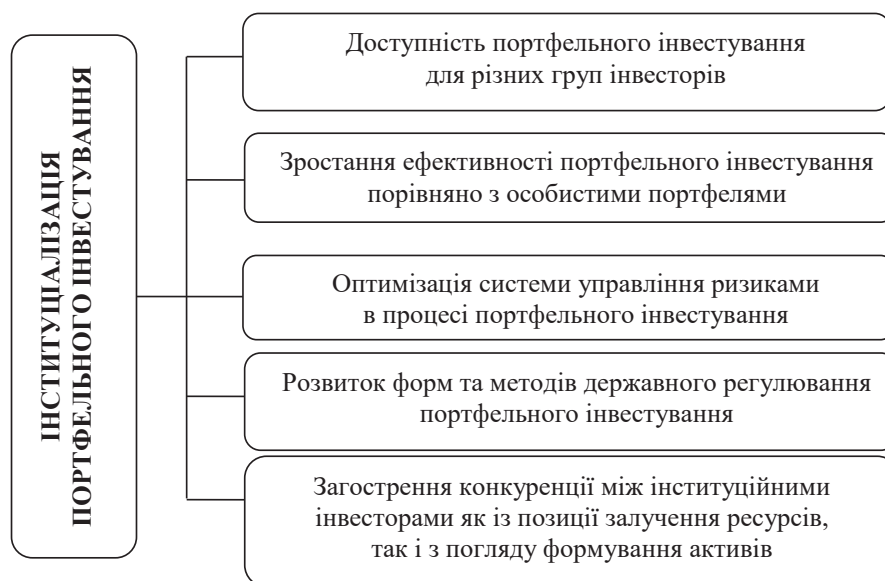 ІНСТИТУЦІАЛІЗАЦІЯ
ПОРТФЕЛЬНОГО ІНВЕСТУВАННЯ
Доступність портфельного інвестування
для різних груп інвесторів
Зростання ефективності портфельного інвестування
порівняно з особистими портфелями
Оптимізація системи управління ризиками
в процесі портфельного інвестування
Розвиток форм та методів державного регулювання
портфельного інвестування
Загострення конкуренції між інституційними
інвесторами як із позиції залучення ресурсів,
так і з погляду формування активів